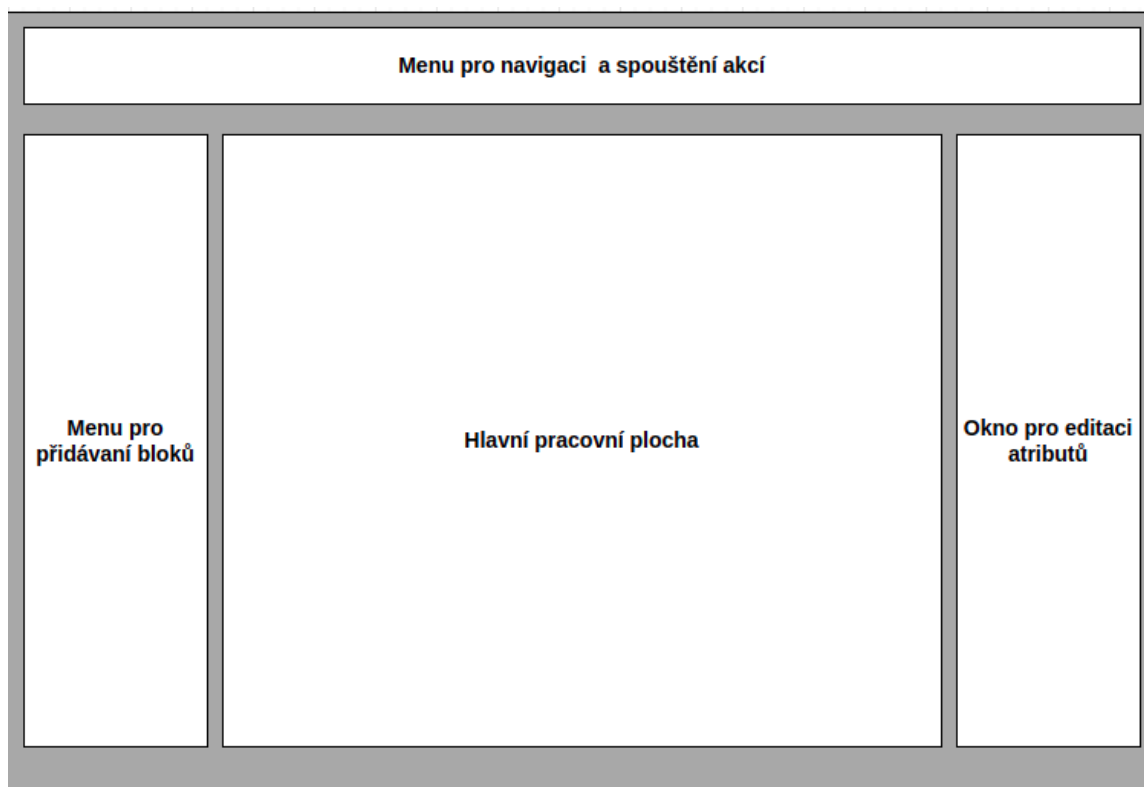 Menu pro navigaci  a spouštění akcí
Menu pro
přidávaní bloků
Hlavní pracovní plocha
Okno pro editaci
atributů